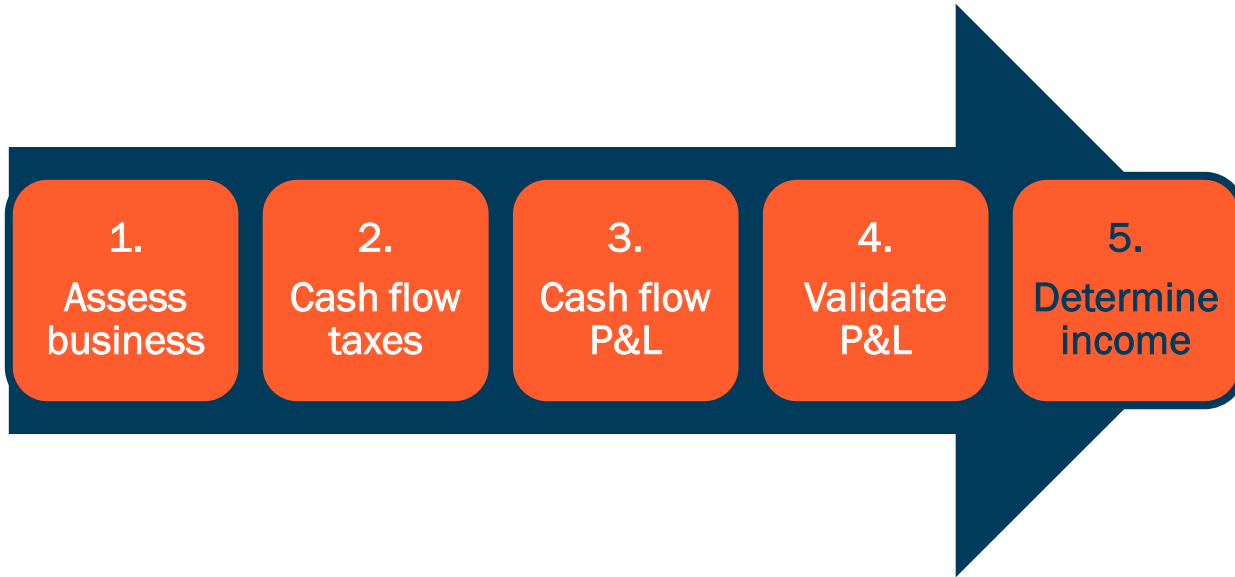 1.
Assess
business
2.
Cash flow
taxes
3.
Cash flow
P&L
4.
Validate
P&L
5.
Determine
income